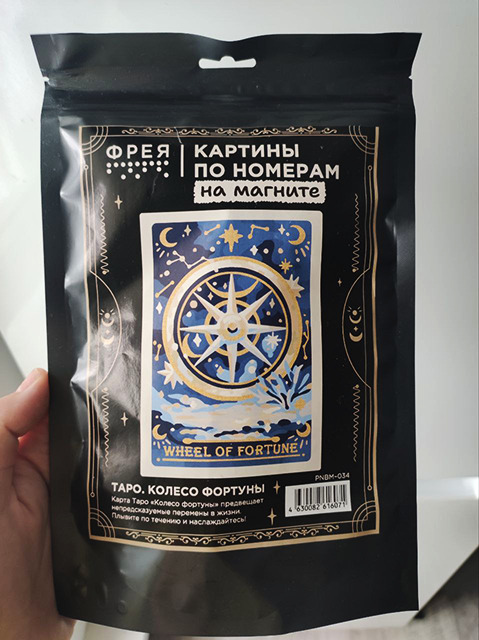 ФРЕЯ
КАРТИНЫ
ПО НОМЕРАМ
на магните
WHEEL OF FORTUNE
PNBM-034
ТАРО. КОЛЕСО ФОРТУНЫ
Карта Таро «Колесо фортуны» предвещает
непредсказуемые перемены в жизни.
Плывите по течению и наслаждайтесь!
4 630082 616071